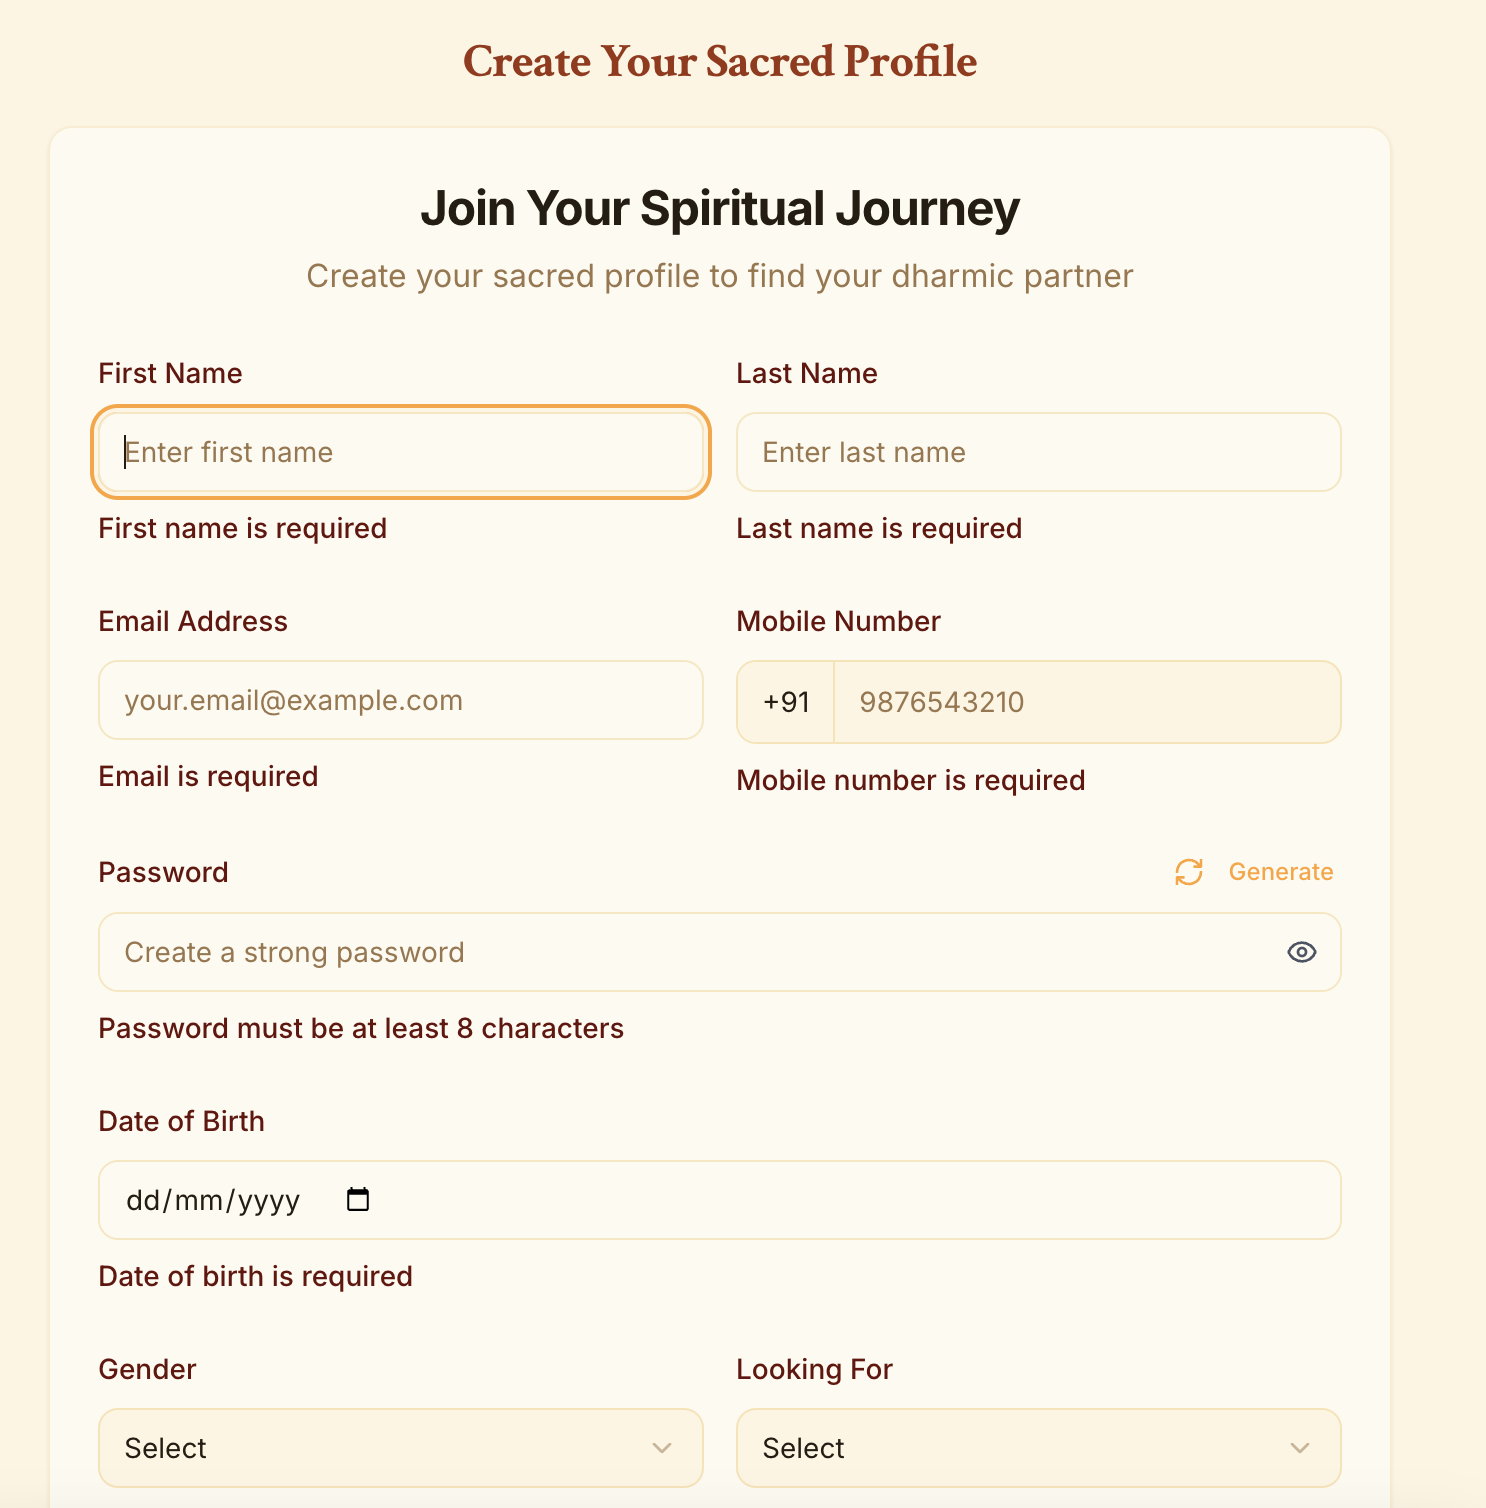 Create Your Sacred Profile
Join Your Spiritual Journey
Create your sacred profile to find your dharmic partner
First Name
Last Name
Enter first name
Enter last name
First name is required
Last name is required
Email Address
Mobile Number
your.email@example.com
+91 9876543210
Email is required
Mobile number is required
Password
Generate
Create a strong password
Password must be at least 8 characters
Date of Birth
dd/mm/yyyy
Date of birth is required
Gender
Looking For
Select
Select